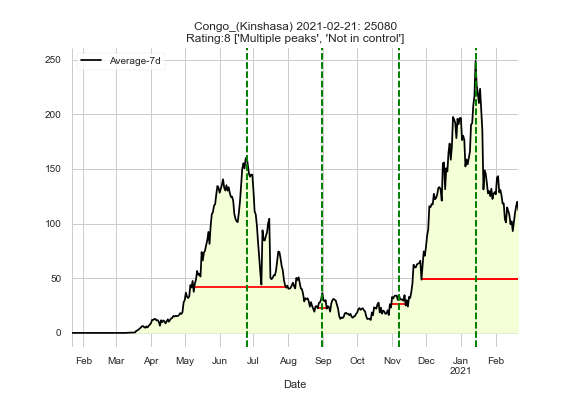 Congo_(Kinshasa) 2021-02-21: 25080
Rating:8 ['Multiple peaks', 'Not in control']
Average-7d
250
200
150
100
50
0
Feb Mar Apr May Jun Jul Aug Sep Oct Nov Dec Jan Feb
2021
Date